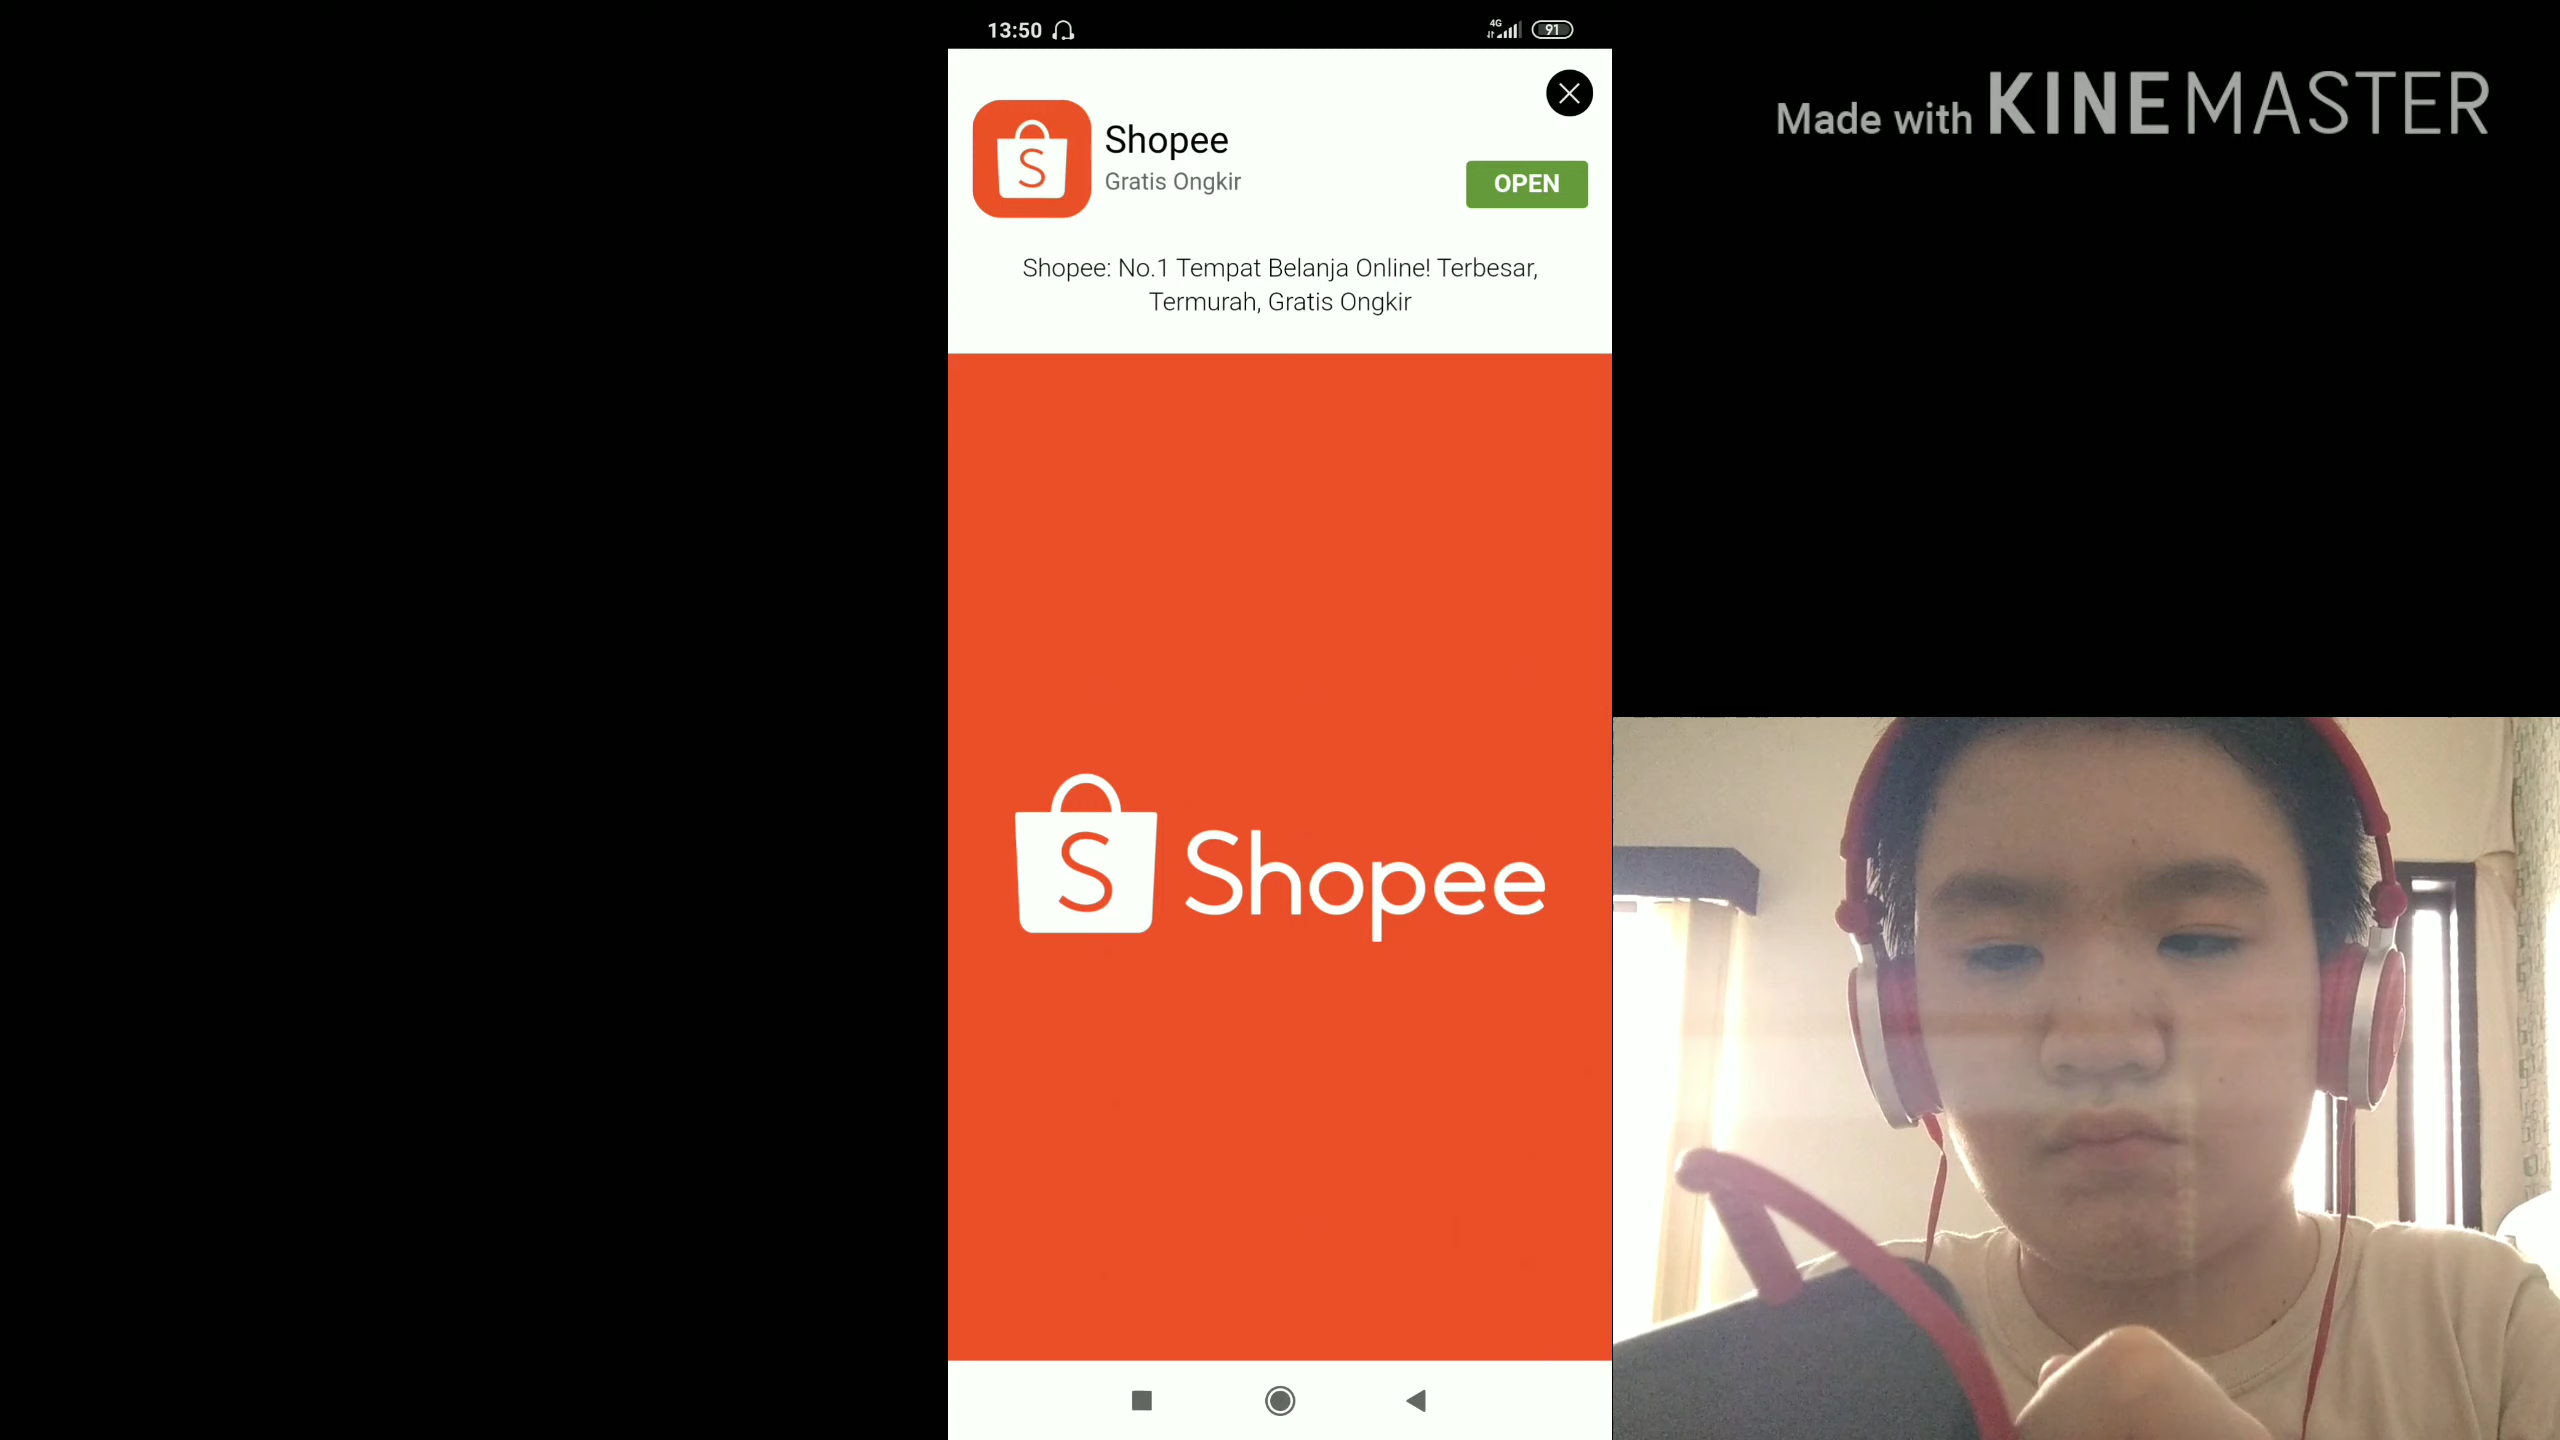 13:50
4G
91
Made with KINEMASTER
S
Shopee
Gratis Ongkir
OPEN
Shopee: No.1 Tempat Belanja Online! Terbesar,
Termurah, Gratis Ongkir
S
Shopee